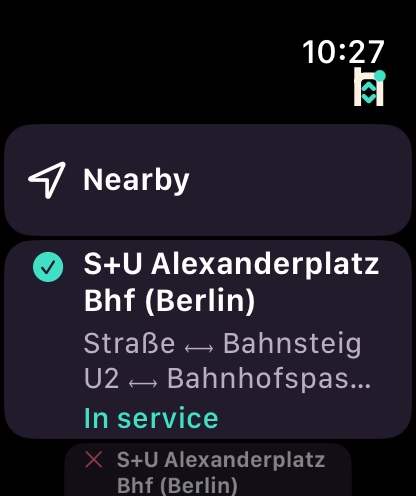 10:27
Nearby
S+U Alexanderplatz
Bhf (Berlin)
Straße ⟷ Bahnsteig
U2 ⟷ Bahnhofspas...
In service
S+U Alexanderplatz
Bhf (Berlin)